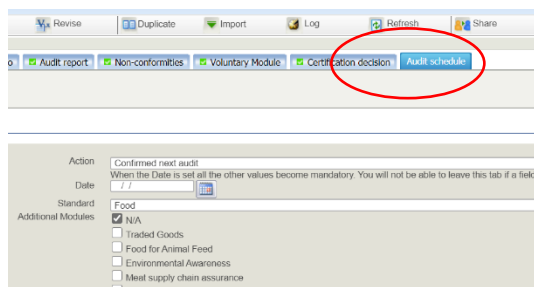 Revise Duplicate Import Log Refresh Share
o Audit report Non-conformities Voluntary Module Certification decision Audit schedule
Action Confirmed next audit
When the Date is set all the other values become mandatory. You will not be able to leave this tab if a field
Date / /
Standard Food
Additional Modules N/A
Traded Goods
Food for Animal Feed
Environmental Awareness
Meat supply chain assurance